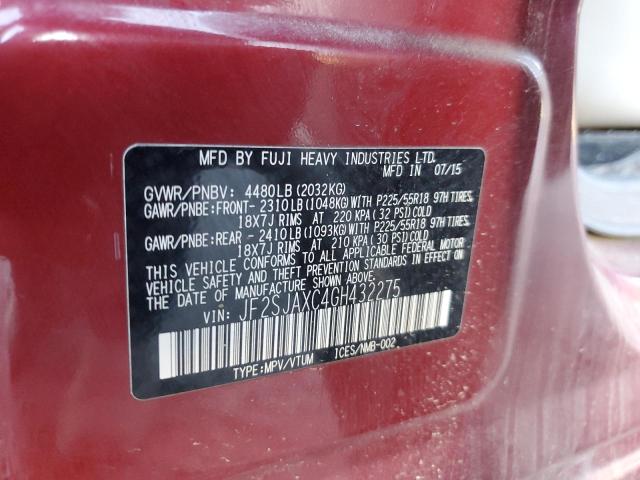 MFD BY FUJI HEAVY INDUSTRIES LTD.
MFD IN 07/15
GVWR/PNBV: 4480LB (2032KG)
GAWR/PNBE:FRONT- 2310LB (1048KG)WITH P225/55R18 97H TIRES,
18X7J RIMS AT 220 KPA( 32 PSI)COLD
GAWR/PNBE:REAR - 2410LB (1093KG)WITH P225/55R18 97H TIRES,
18X7J RIMS AT 210 KPA( 30 PSI)COLD
THIS VEHICLE CONFORMS TO ALL APPLICABLE FEDERAL MOTOR
VEHICLE SAFETY AND THEFT PREVENTION STANDARDS IN EFFECT ON
THE DATE OF MANUFACTURE SHOWN ABOVE.
VIN: JF2SJAXC4GH432275
TYPE:MPV/VTUM ICES/NMB-002